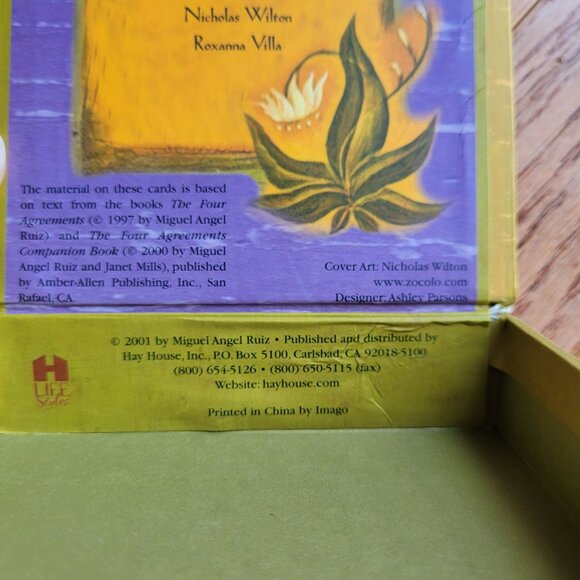 Nicholas Wilton
Roxanna Villa
The material on these cards is based
on text from the books The Four
Agreements (© 1997 by Miguel Angel
Ruiz) and The Four Agreements
Companion Book (© 2000 by Miguel
Angel Ruiz and Janet Mills), published
by Amber-Allen Publishing, Inc., San
Rafael, CA.
Cover Art: Nicholas Wilton
www.zocolo.com
Designer: Ashley Parsons
© 2001 by Miguel Angel Ruiz • Published and distributed by
Hay House, Inc., P.O. Box 5100, Carlsbad, CA 92018-5100
(800) 654-5126 • (800) 650-5115 (fax)
Website: hayhouse.com
Printed in China by Imago
H
LIFE
Styles